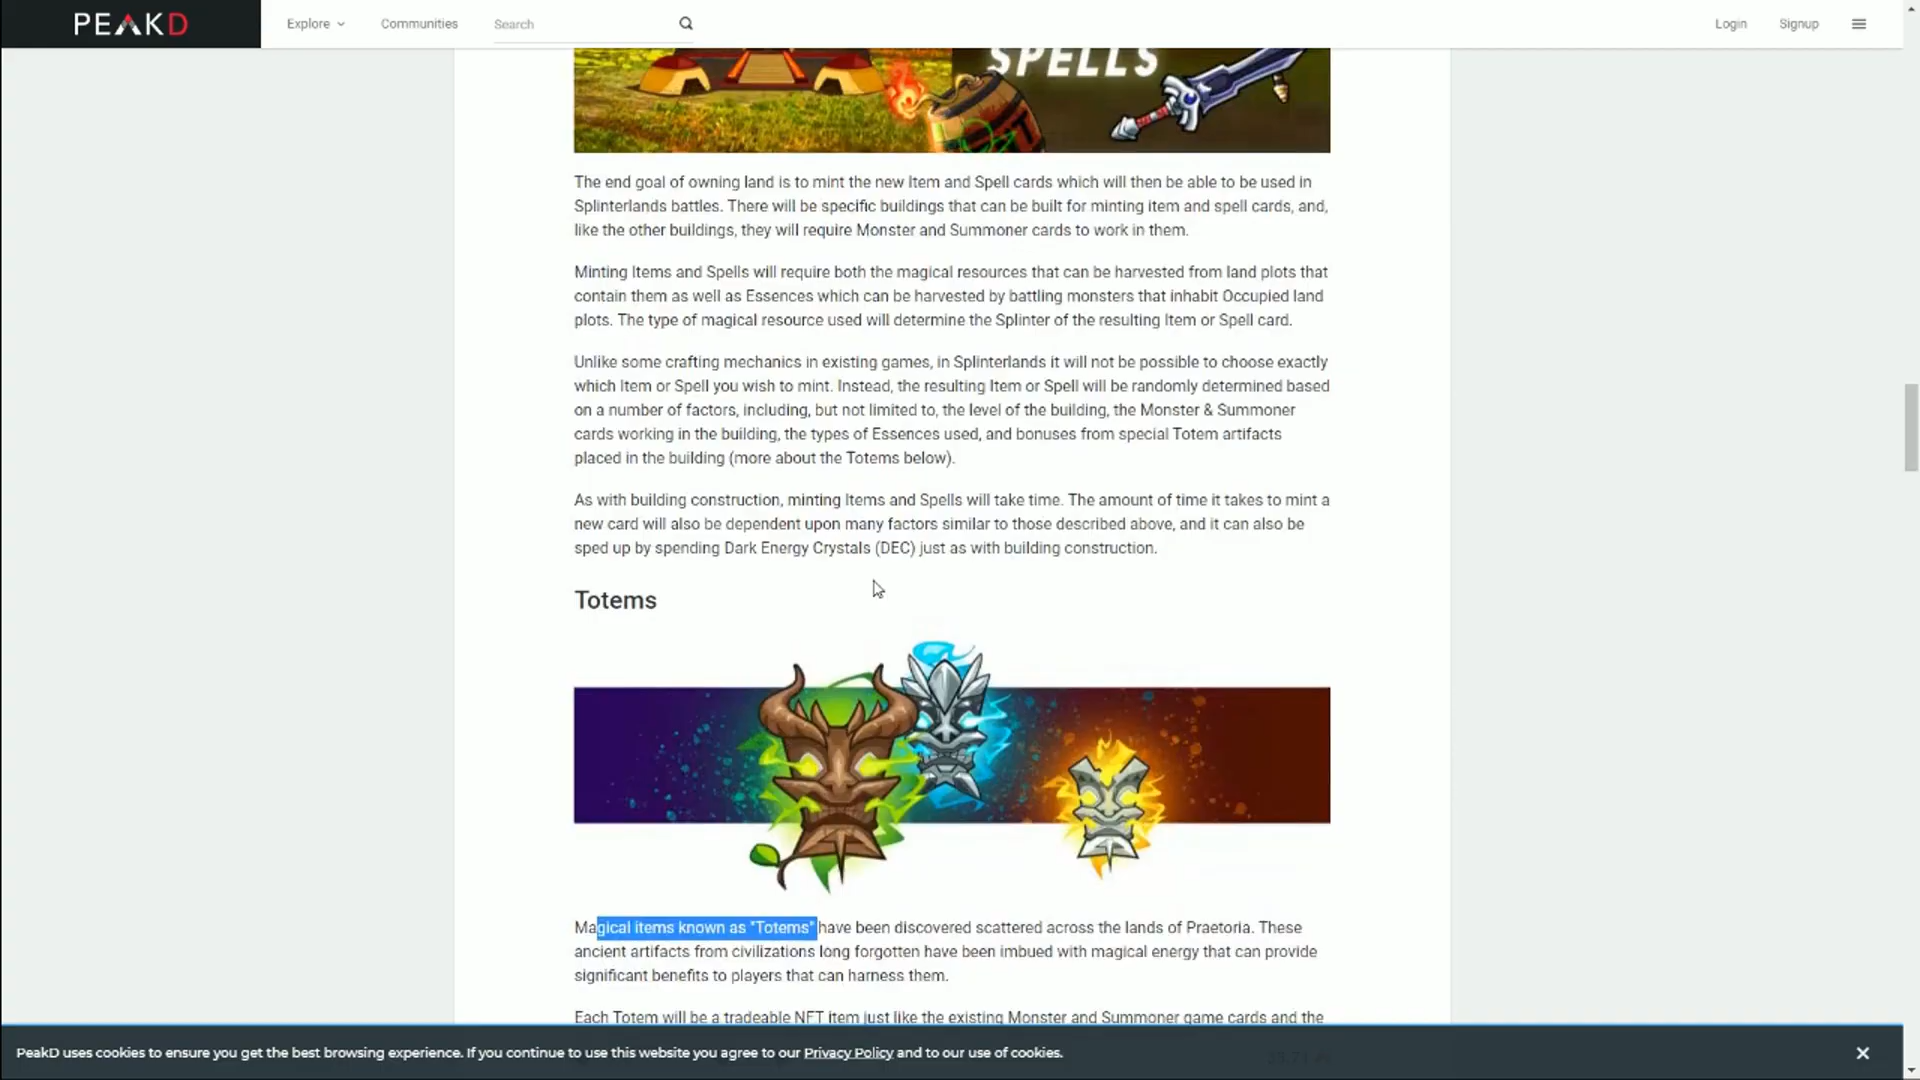 PEAKD
Explore
Communities
Search
Login
Signup
SPELLS
The end goal of owning land is to mint the new Item and Spell cards which will then be able to be used in
Splinterlands battles. There will be specific buildings that can be built for minting item and spell cards, and,
like the other buildings, they will require Monster and Summoner cards to work in them.
Minting Items and Spells will require both the magical resources that can be harvested from land plots that
contain them as well as Essences which can be harvested by battling monsters that inhabit Occupied land
plots. The type of magical resource used will determine the Splinter of the resulting Item or Spell card.
Unlike some crafting mechanics in existing games, in Splinterlands it will not be possible to choose exactly
which Item or Spell you wish to mint. Instead, the resulting Item or Spell will be randomly determined based
on a number of factors, including, but not limited to, the level of the building, the Monster & Summoner
cards working in the building, the types of Essences used, and bonuses from special Totem artifacts
placed in the building (more about the Totems below).
As with building construction, minting Items and Spells will take time. The amount of time it takes to mint a
new card will also be dependent upon many factors similar to those described above, and it can also be
sped up by spending Dark Energy Crystals (DEC) just as with building construction.
Totems
Magical items known as "Totems" have been discovered scattered across the lands of Praetoria. These
ancient artifacts from civilizations long forgotten have been imbued with magical energy that can provide
significant benefits to players that can harness them.
Each Totem will be a tradeable NFT item just like the existing Monster and Summoner game cards and the
PeakD uses cookies to ensure you get the best browsing experience. If you continue to use this website you agree to our Privacy Policy and to our use of cookies.